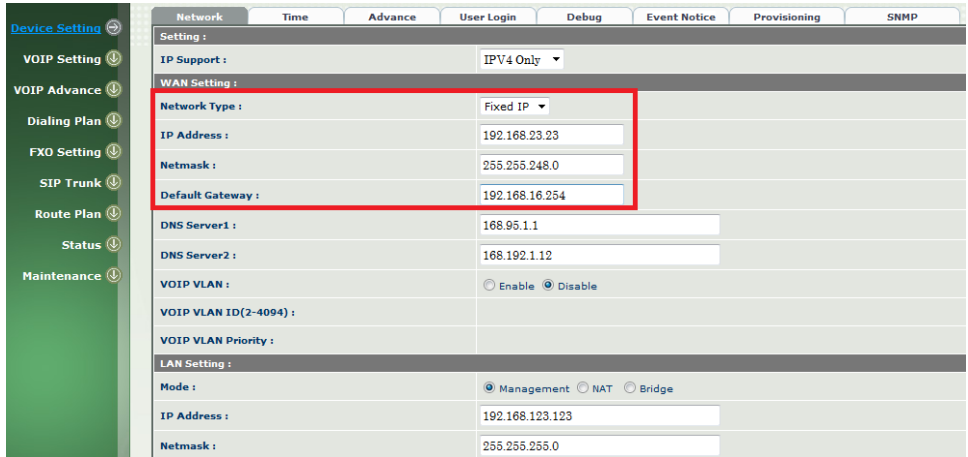 Network Time Advance User Login Debug Event Notice Provisioning SNMP
Device Setting
VOIP Setting
VOIP Advance
Dialing Plan
FXO Setting
SIP Trunk
Route Plan
Status
Maintenance
Setting :
IP Support : IPV4 Only
WAN Setting :
Network Type : Fixed IP
IP Address : 192.168.23.23
Netmask : 255.255.248.0
Default Gateway : 192.168.16.254
DNS Server1 : 168.95.1.1
DNS Server2 : 168.192.1.12
VOIP VLAN : Enable Disable
VOIP VLAN ID(2-4094) :
VOIP VLAN Priority :
LAN Setting :
Mode : Management NAT Bridge
IP Address : 192.168.123.123
Netmask : 255.255.255.0